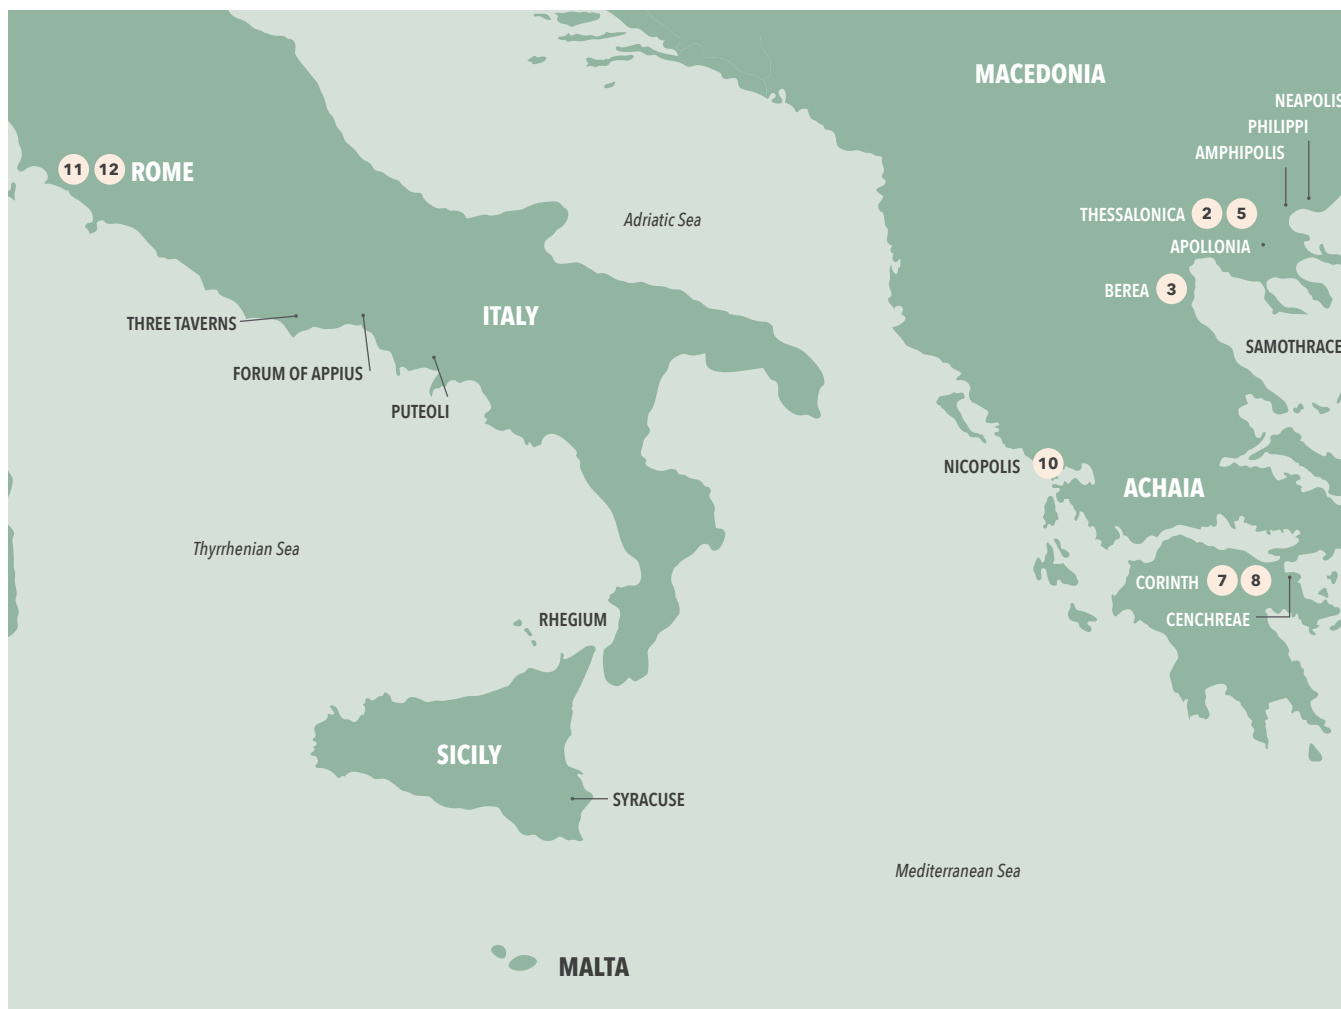 MACEDONIA
NEAPOLIS
PHILIPPI
AMPHIPOLIS
11 12 ROME
THESSALONICA 2 5
Adriatic Sea
APOLLONIA
BEREA 3
ITALY
THREE TAVERNS
SAMOTHRACE
FORUM OF APPIUS
PUTEOLI
NICOPOLIS 10
ACHAIA
Thyrrhenian Sea
CORINTH 7 8
RHEGIUM
CENCHREAE
SICILY
SYRACUSE
Mediterranean Sea
MALTA